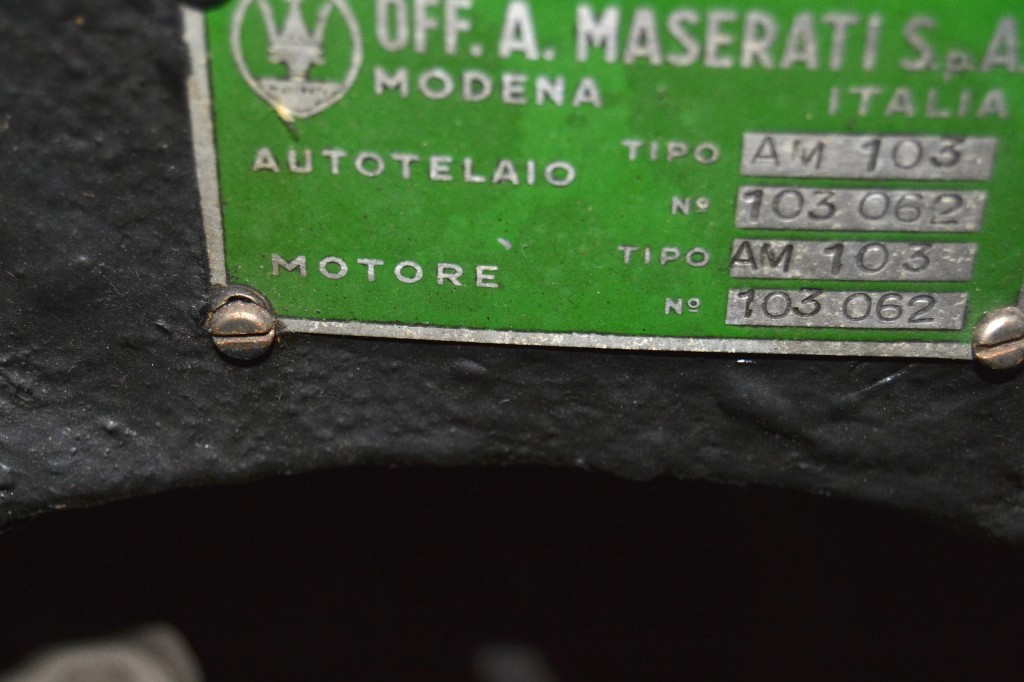 OFF. A. MASERATI S.p.A.
MODENA ITALIA
AUTOTELAIO TIPO AM 103
Nº 103 062
MOTORE TIPO AM 103
Nº 103 062